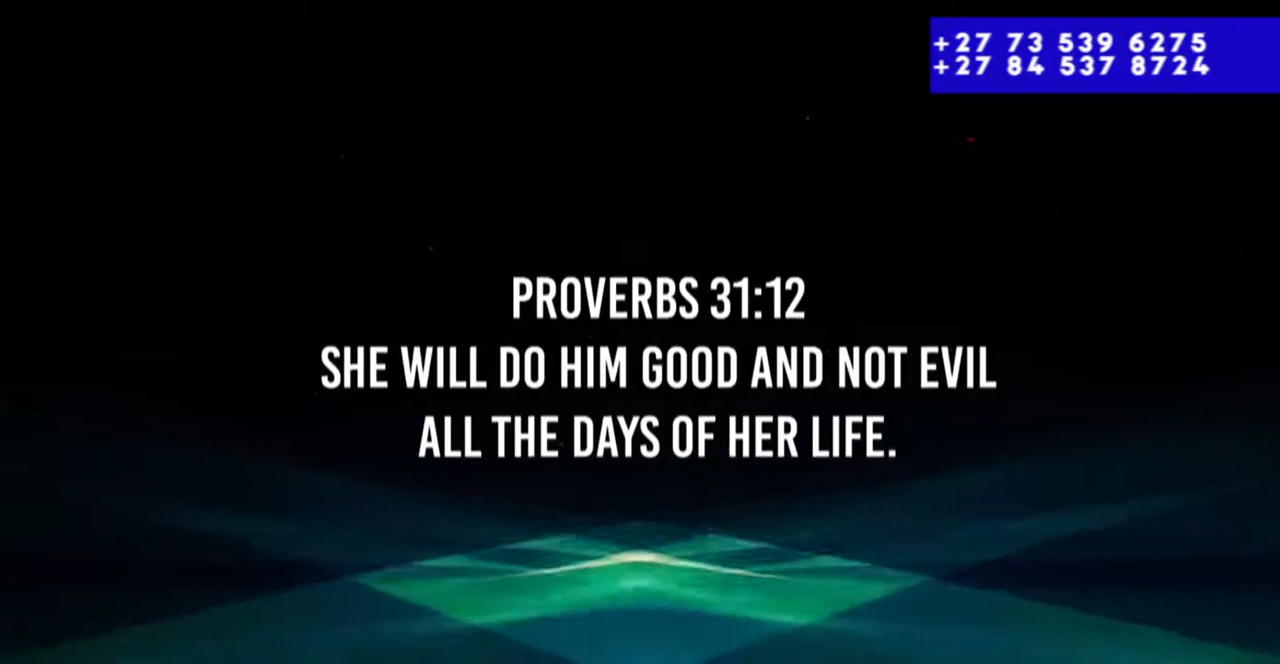 +27 73 539 6275
+27 84 537 8724
PROVERBS 31:12
SHE WILL DO HIM GOOD AND NOT EVIL
ALL THE DAYS OF HER LIFE.